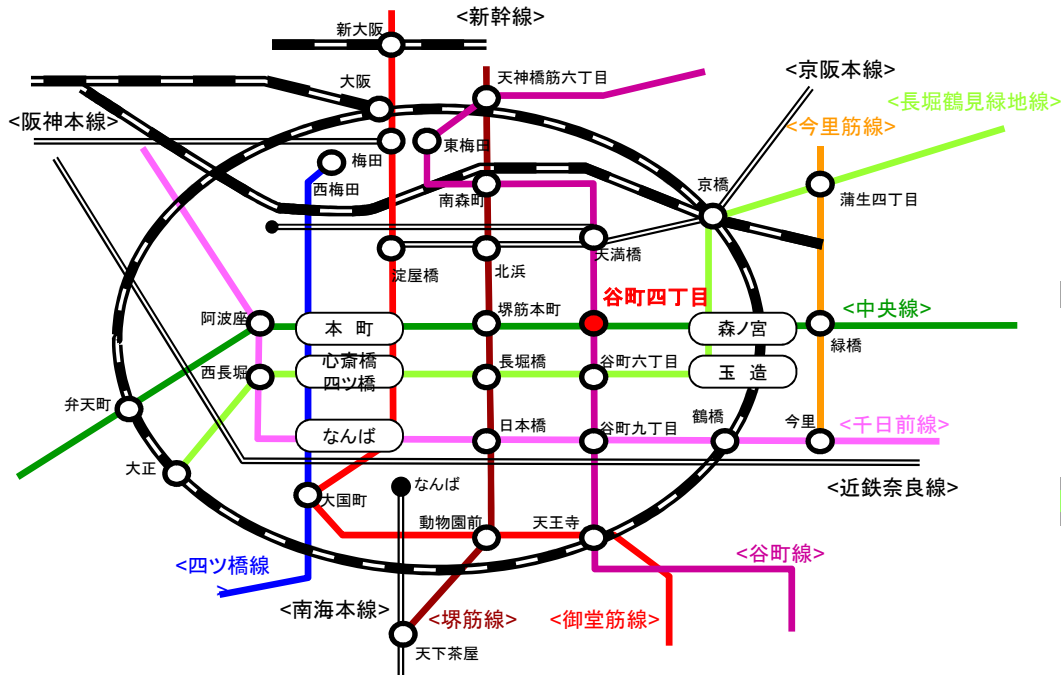 <新幹線>
新大阪
大阪
天神橋筋六丁目
<京阪本線>
<長堀鶴見緑地線>
<阪神本線>
<今里筋線>
梅田
東梅田
西梅田
京橋
南森町
蒲生四丁目
淀屋橋
北浜
天満橋
谷町四丁目
<中央線>
阿波座
本 町
堺筋本町
森ノ宮
緑橋
心斎橋
四ツ橋
西長堀
長堀橋
谷町六丁目
玉 造
弁天町
なんば
日本橋
谷町九丁目
鶴橋
今里
<千日前線>
大正
大国町
なんば
<近鉄奈良線>
動物園前
天王寺
<四ツ橋線
>
<南海本線>
<堺筋線>
<御堂筋線>
<谷町線>
天下茶屋